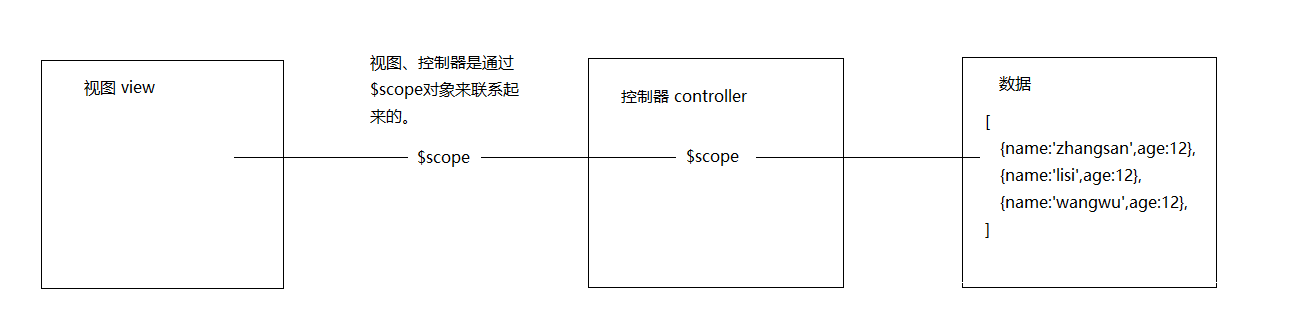 视图 view
视图、控制器是通过
$scope对象来联系起
来的。
$scope
控制器 controller
$scope
数据
[
{name:'zhangsan',age:12},
{name:'lisi',age:12},
{name:'wangwu',age:12},
]